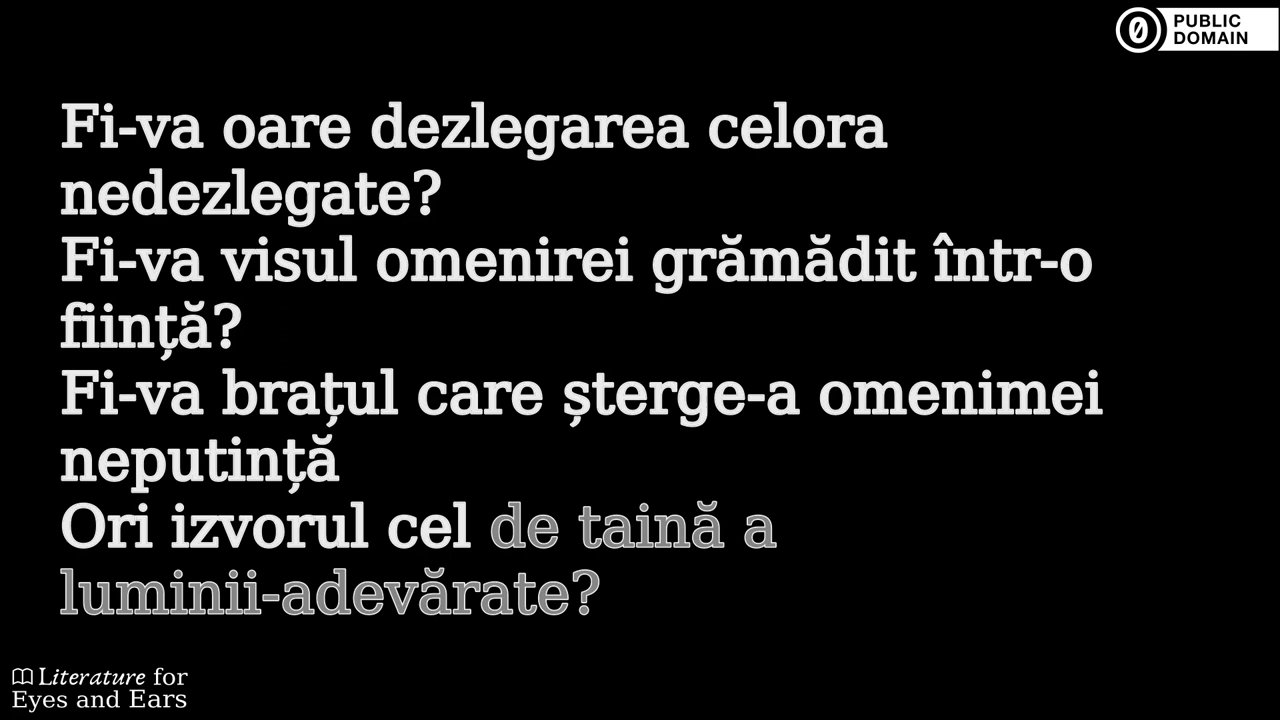 PUBLIC
DOMAIN
Fi-va oare dezlegarea celora
nedezlegate?
Fi-va visul omenirei grămădit într-o
ființă?
Fi-va brațul care șterge-a omenimei
neputință
Ori izvorul cel de taină a
luminii-adevărate?
Literature for
Eyes and Ears